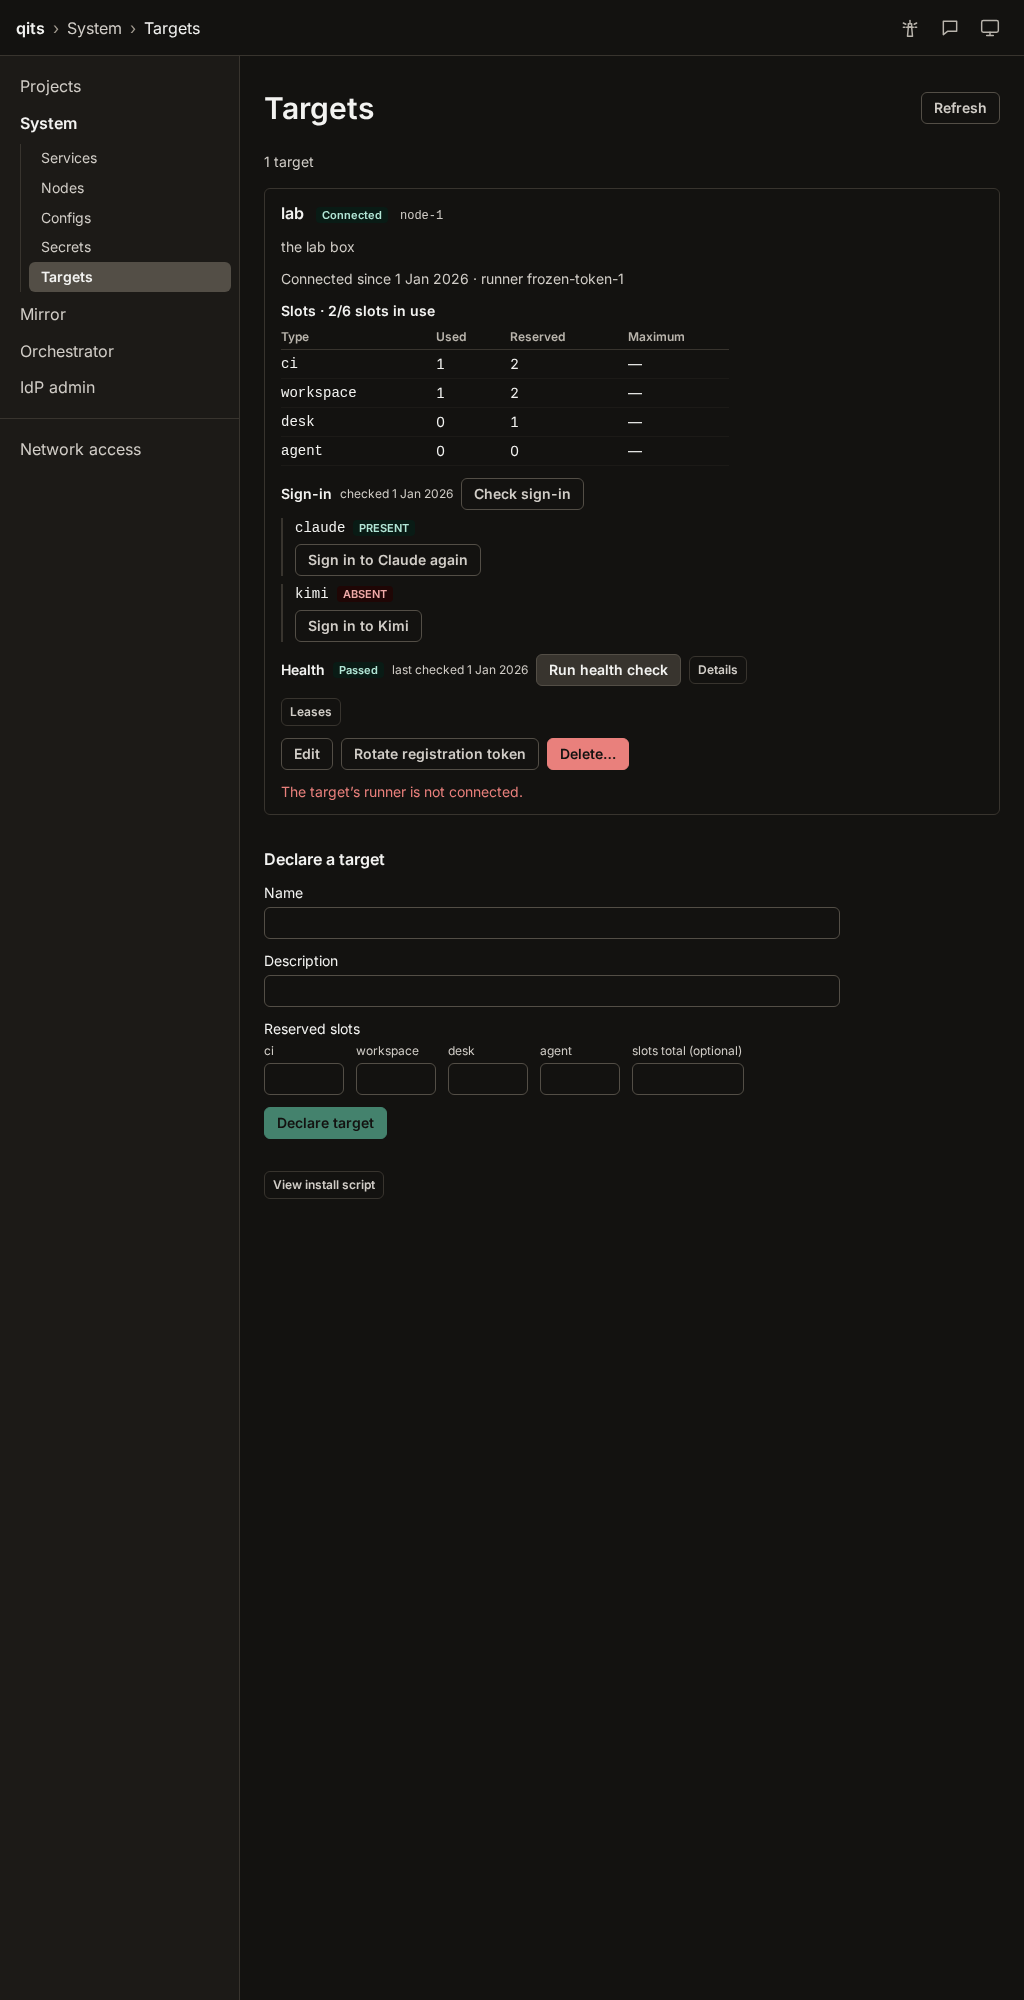 qits › System › Targets
Projects
System
Services
Nodes
Configs
Secrets
Targets
Mirror
Orchestrator
IdP admin
Network access
Targets
Refresh
1 target
lab Connected node-1
the lab box
Connected since 1 Jan 2026 · runner frozen-token-1
Slots · 2/6 slots in use
Type Used Reserved Maximum
ci 1 2 —
workspace 1 2 —
desk 0 1 —
agent 0 0 —
Sign-in checked 1 Jan 2026 Check sign-in
claude PRESENT
Sign in to Claude again
kimi ABSENT
Sign in to Kimi
Health Passed last checked 1 Jan 2026 Run health check Details
Leases
Edit Rotate registration token Delete…
The target’s runner is not connected.
Declare a target
Name
Description
Reserved slots
ci workspace desk agent slots total (optional)
Declare target
View install script